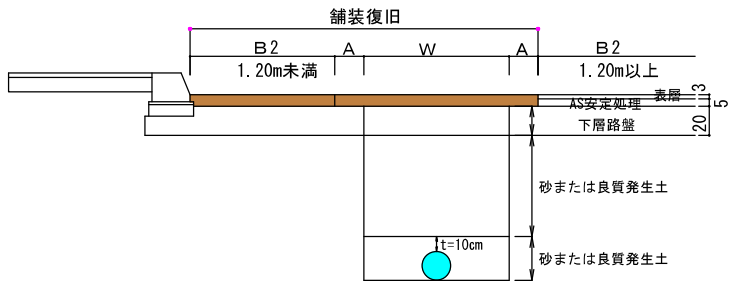 舗装復旧
B2 A W A B2
1.20m未満 1.20m以上
表層 3
AS安定処理 5
下層路盤 20
砂または良質発生土
t=10cm
砂または良質発生土